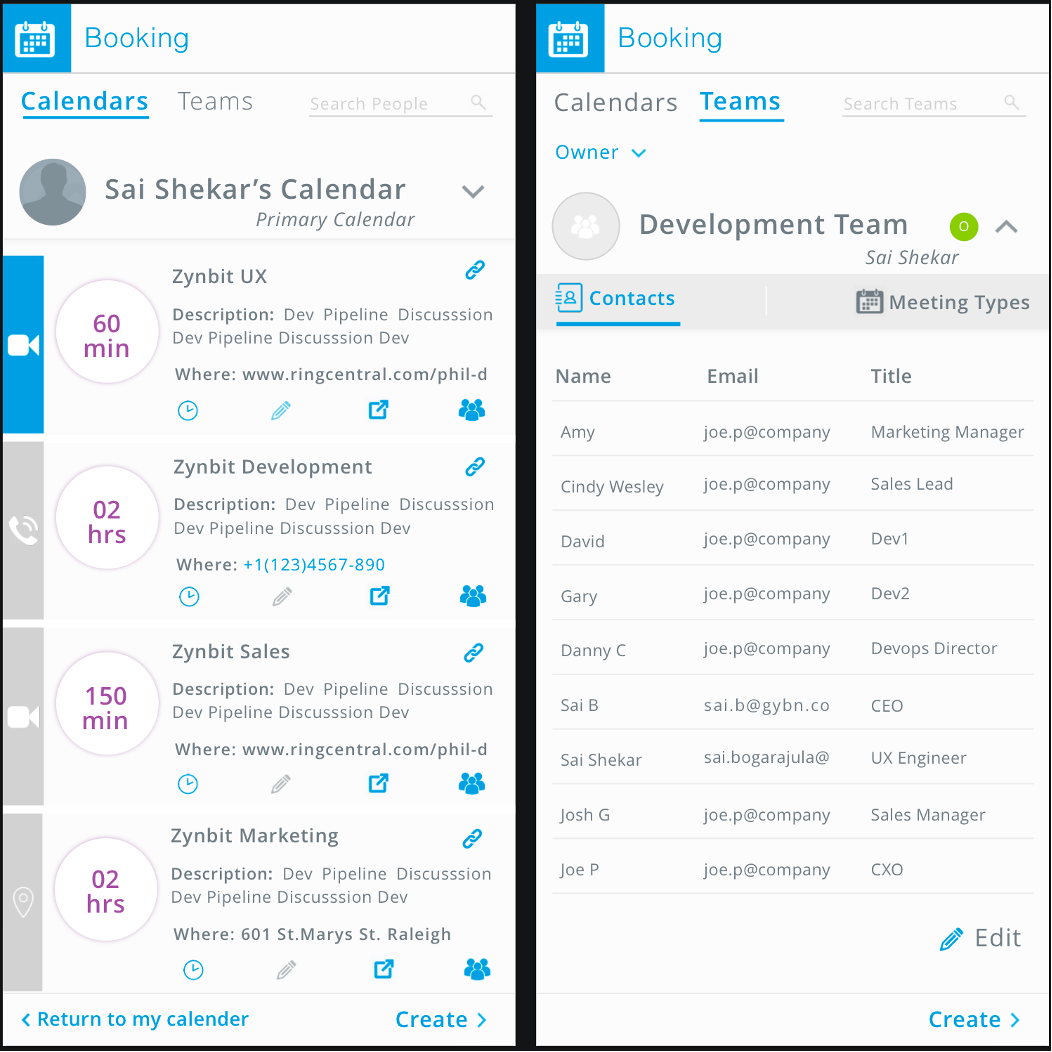 Booking
Calendars Teams Search People
Sai Shekar’s Calendar
Primary Calendar
Zynbit UX
60
min
Description: Dev Pipeline Discusssion
Dev Pipeline Discusssion Dev
Where: www.ringcentral.com/phil-d
Zynbit Development
02
hrs
Description: Dev Pipeline Discusssion
Dev Pipeline Discusssion Dev
Where: +1(123)4567-890
Zynbit Sales
150
min
Description: Dev Pipeline Discusssion
Dev Pipeline Discusssion Dev
Where: www.ringcentral.com/phil-d
Zynbit Marketing
02
hrs
Description: Dev Pipeline Discusssion
Dev Pipeline Discusssion Dev
Where: 601 St.Marys St. Raleigh
Return to my calender Create
Booking
Calendars Teams Search Teams
Owner
Development Team O
Sai Shekar
Contacts Meeting Types
Name Email Title
Amy joe.p@company Marketing Manager
Cindy Wesley joe.p@company Sales Lead
David joe.p@company Dev1
Gary joe.p@company Dev2
Danny C joe.p@company Devops Director
Sai B sai.b@gybn.co CEO
Sai Shekar sai.bogarajula@ UX Engineer
Josh G joe.p@company Sales Manager
Joe P joe.p@company CXO
Edit
Create